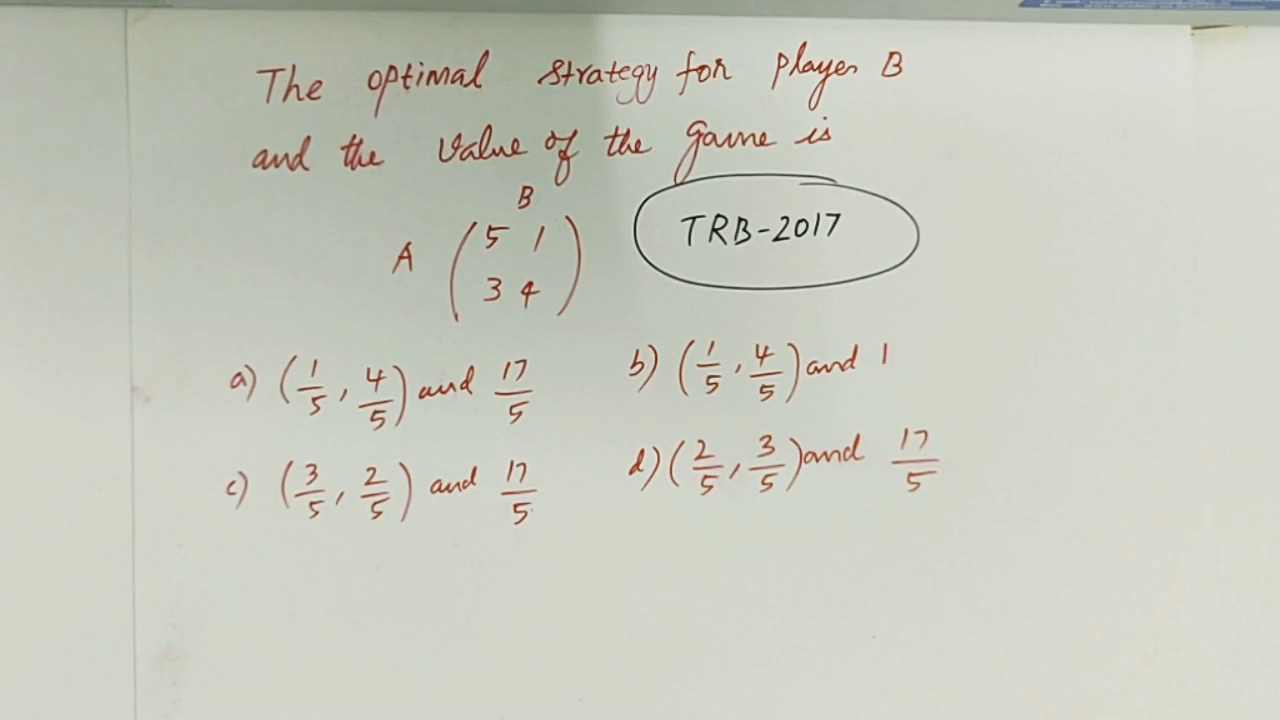 The optimal strategy for player B
and the value of the game is
B
TRB-2017
A ( 5 1
3 4 )
a) (1/5, 4/5) and 17/5
b) (1/5, 4/5) and 1
c) (3/5, 2/5) and 17/5
d) (2/5, 3/5) and 17/5